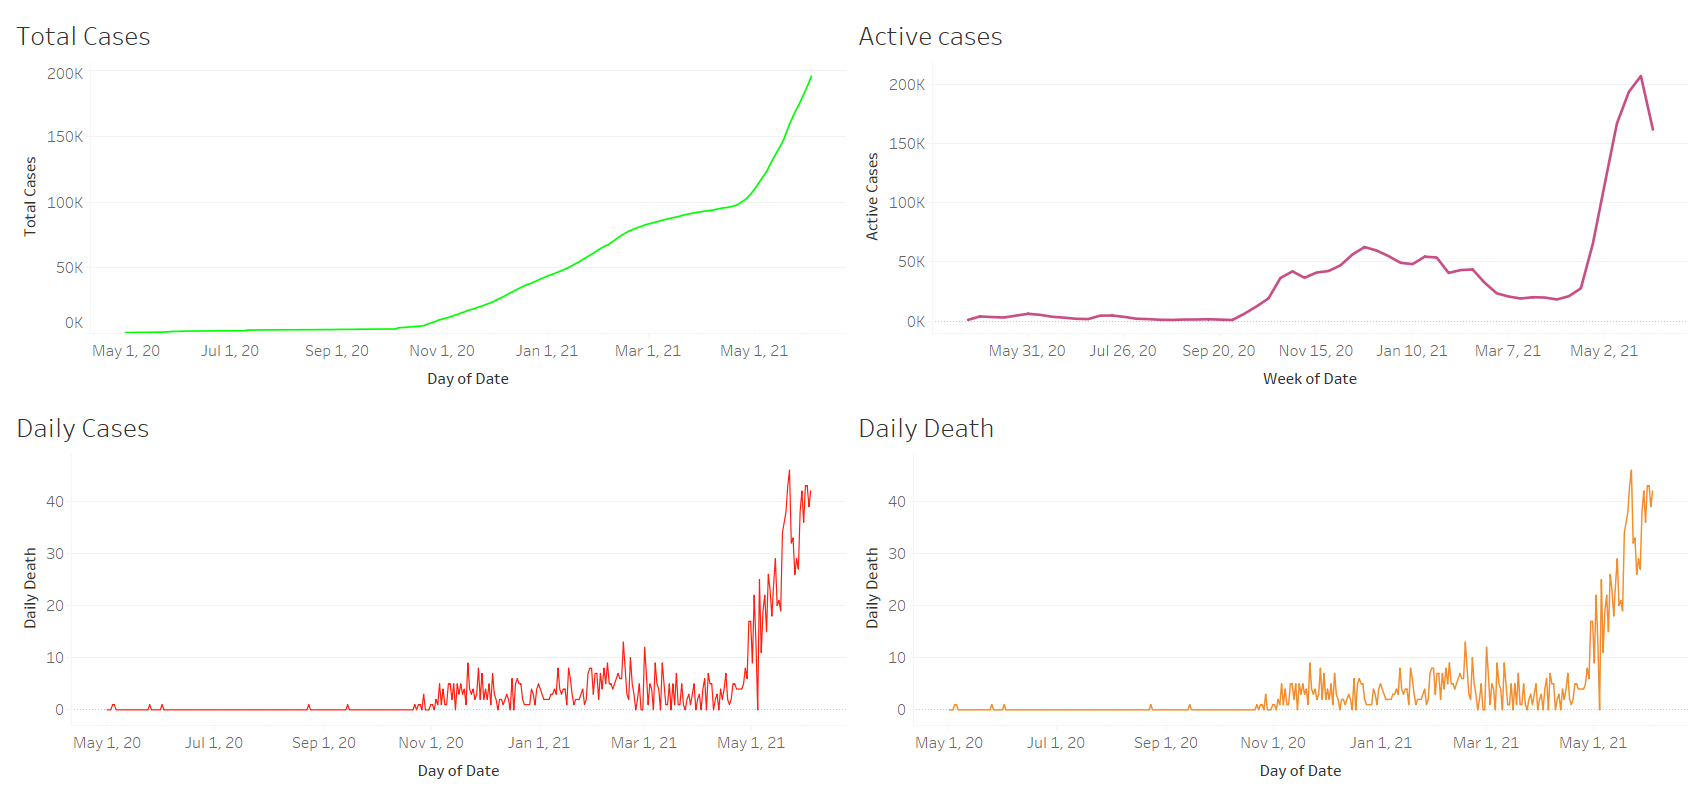 Total Cases
200K
150K
100K
50K
0K
Total Cases
May 1, 20 Jul 1, 20 Sep 1, 20 Nov 1, 20 Jan 1, 21 Mar 1, 21 May 1, 21
Day of Date
Active cases
200K
150K
100K
50K
0K
Active Cases
May 31, 20 Jul 26, 20 Sep 20, 20 Nov 15, 20 Jan 10, 21 Mar 7, 21 May 2, 21
Week of Date
Daily Cases
40
30
20
10
0
Daily Death
May 1, 20 Jul 1, 20 Sep 1, 20 Nov 1, 20 Jan 1, 21 Mar 1, 21 May 1, 21
Day of Date
Daily Death
40
30
20
10
0
Daily Death
May 1, 20 Jul 1, 20 Sep 1, 20 Nov 1, 20 Jan 1, 21 Mar 1, 21 May 1, 21
Day of Date